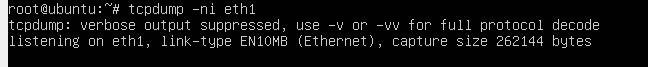 root@ubuntu:~# tcpdump -ni eth1
tcpdump: verbose output suppressed, use -v or -vv for full protocol decode
listening on eth1, link-type EN10MB (Ethernet), capture size 262144 bytes